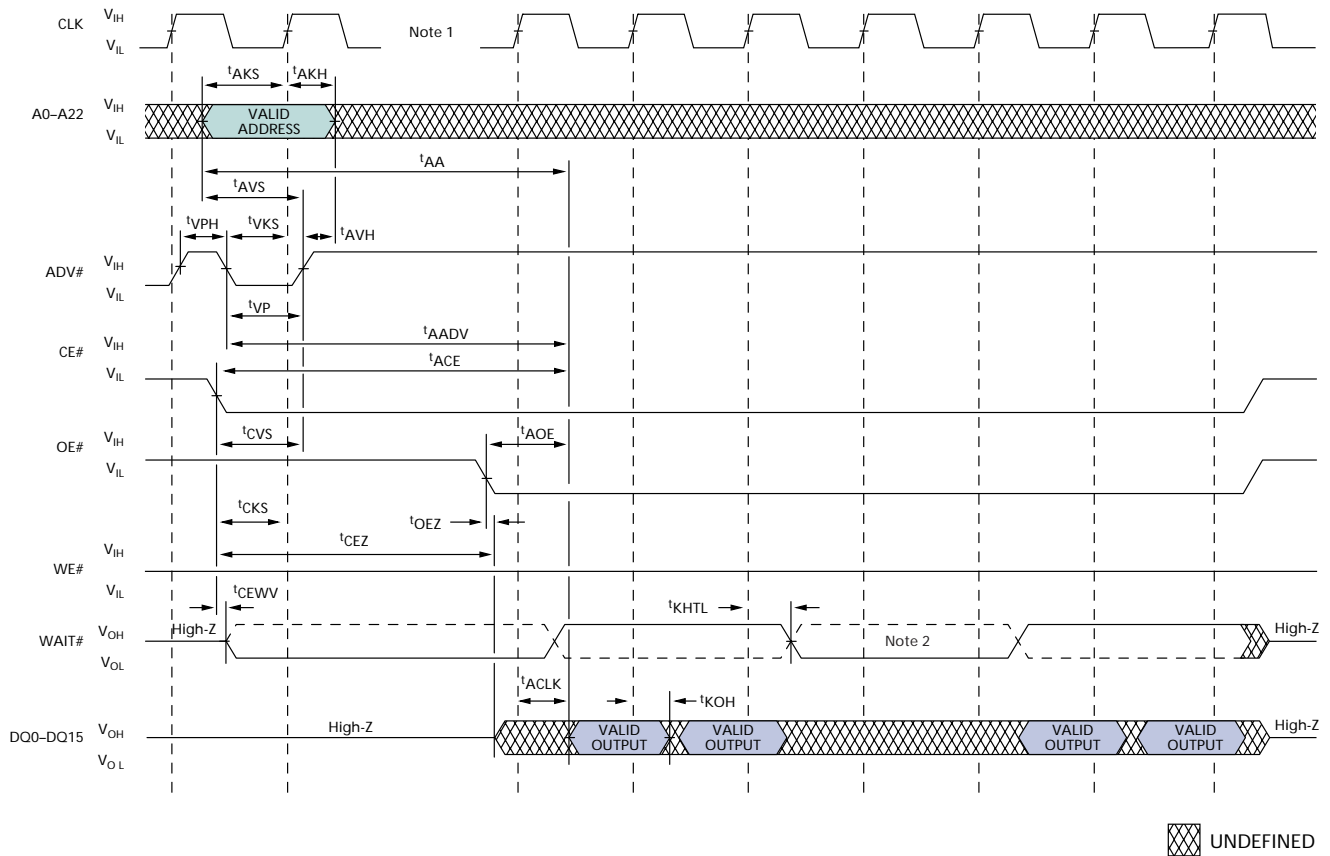 CLK VIH VIL Note 1
tAKS tAKH
A0–A22 VIH VIL VALID
ADDRESS
tAA
tAVS
tVPH tVKS tAVH
ADV# VIH VIL
tVP
tAADV
CE# VIH VIL
tACE
tCVS tAOE
OE# VIH VIL
tCKS tOEZ
tCEZ
WE# VIH VIL
tCEWV tKHTL
WAIT# VOH VOL High-Z Note 2 High-Z
tACLK tKOH
DQ0–DQ15 VOH VO L High-Z VALID VALID VALID VALID High-Z
OUTPUT OUTPUT OUTPUT OUTPUT
UNDEFINED